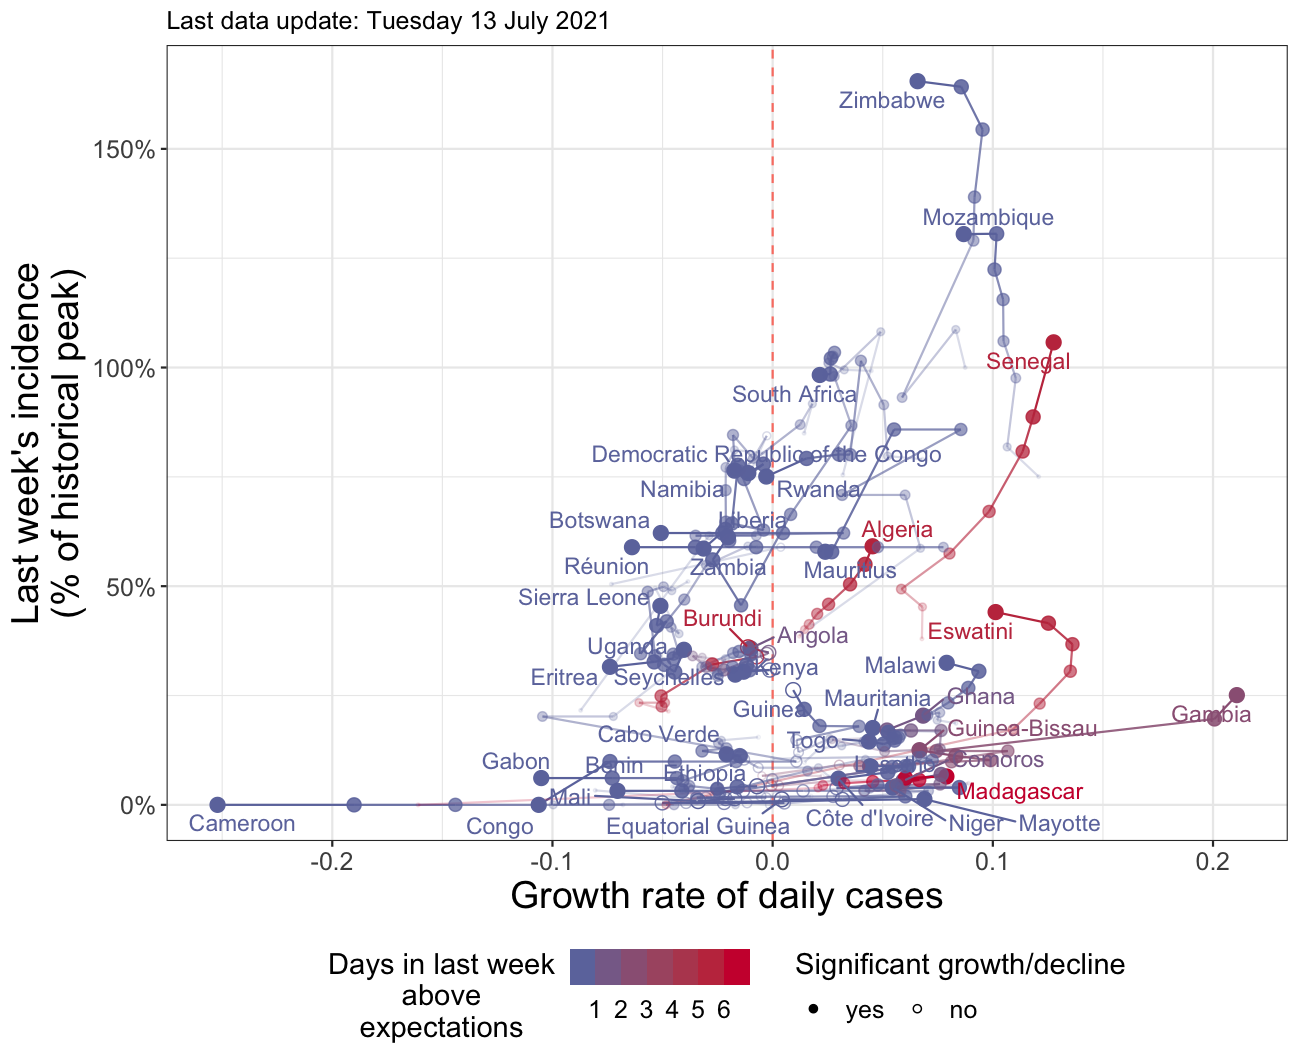 Last data update: Tuesday 13 July 2021
Last week's incidence
(% of historical peak)
150%
100%
50%
0%
Zimbabwe
Mozambique
Senegal
South Africa
Democratic Republic of the Congo
Namibia
Rwanda
Botswana
Liberia
Algeria
Réunion
Zambia
Mauritius
Sierra Leone
Burundi
Eswatini
Angola
Uganda
Kenya
Malawi
Eritrea
Seychelles
Mauritania
Ghana
Guinea
Gambia
Cabo Verde
Togo
Guinea-Bissau
Gabon
Benin
Ethiopia
Lesotho
Comoros
Mali
Madagascar
Cameroon
Congo
Equatorial Guinea
Côte d'Ivoire
Niger
Mayotte
-0.2
-0.1
0.0
0.1
0.2
Growth rate of daily cases
Days in last week
above
expectations
1 2 3 4 5 6
Significant growth/decline
yes
no